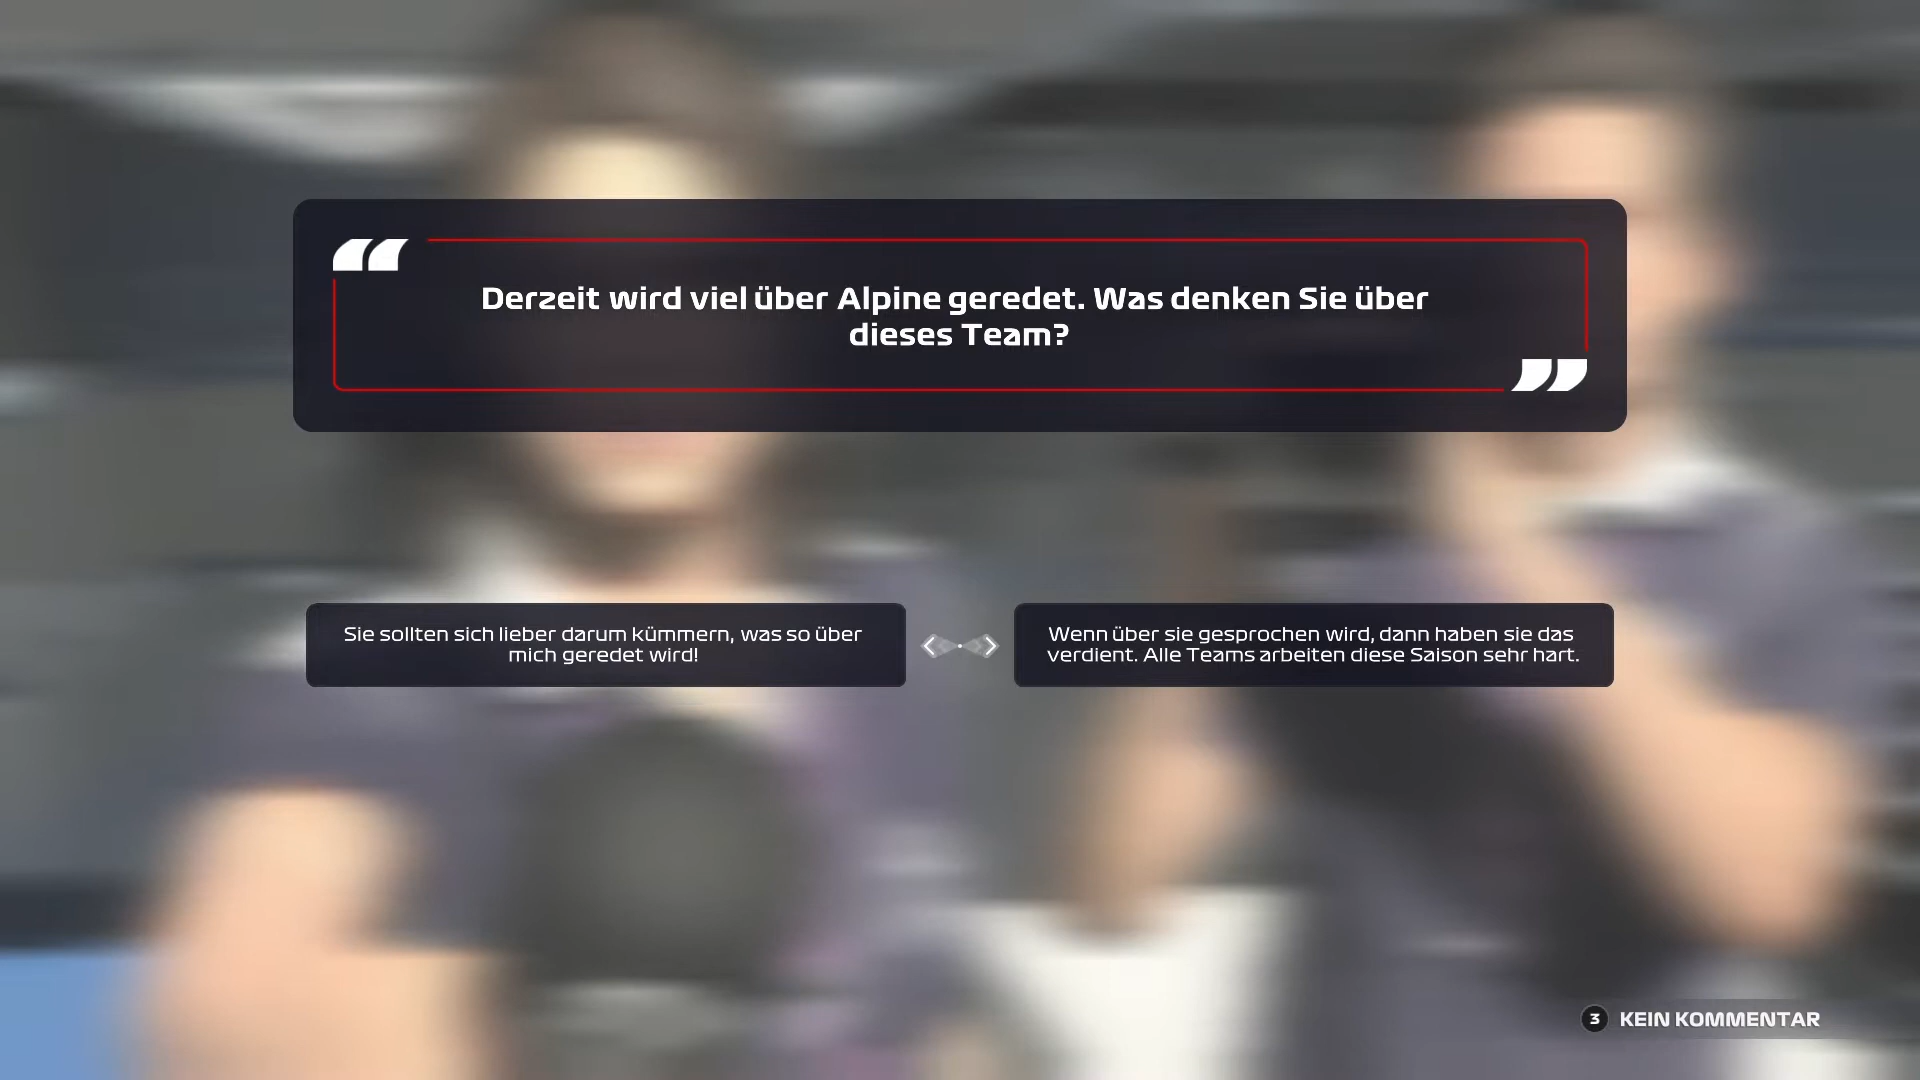 Derzeit wird viel über Alpine geredet. Was denken Sie über
dieses Team?
Sie sollten sich lieber darum kümmern, was so über
mich geredet wird!
Wenn über sie gesprochen wird, dann haben sie das
verdient. Alle Teams arbeiten diese Saison sehr hart.
3 KEIN KOMMENTAR